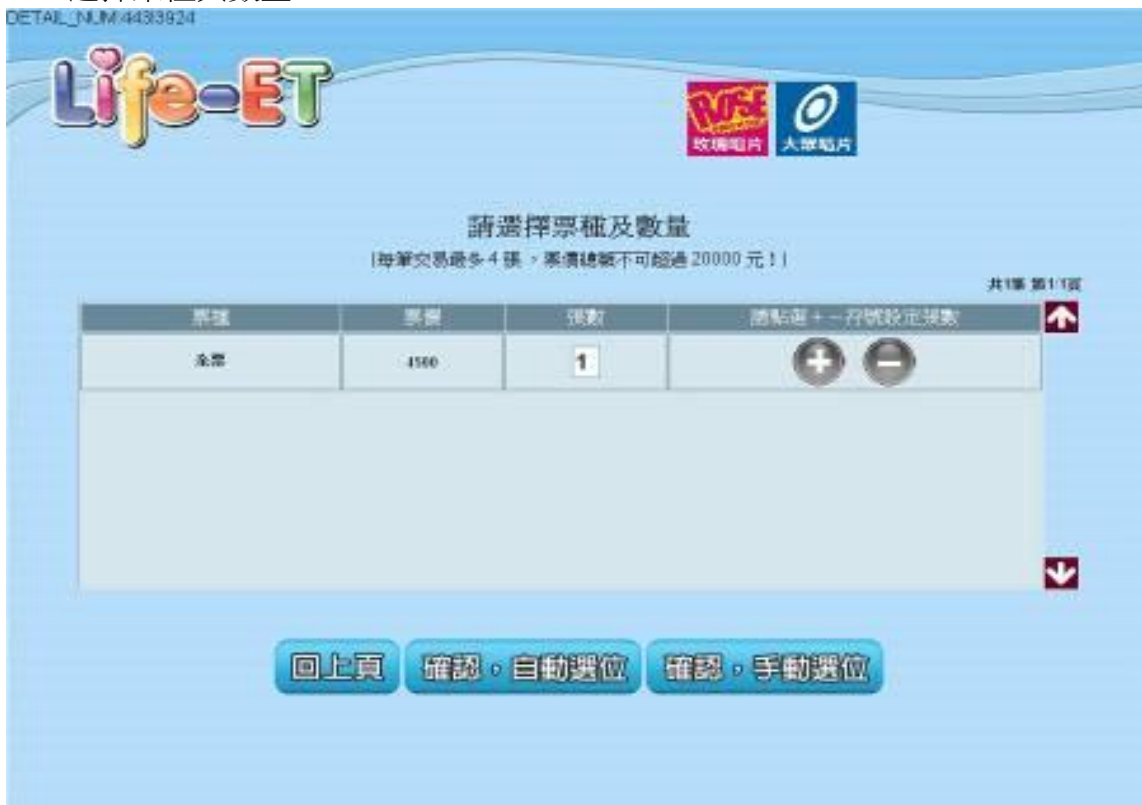 DETAIL_NUM:44313924
Life-ET
ROSE
玫瑰唱片
大眾唱片
請選擇票種及數量
(每筆交易最多4張，票價總額不可超過20000元！)
共1筆 第1/1頁
票種 票價 張數 請點選＋－符號設定張數
全票 4500 1
回上頁 確認，自動選位 確認，手動選位